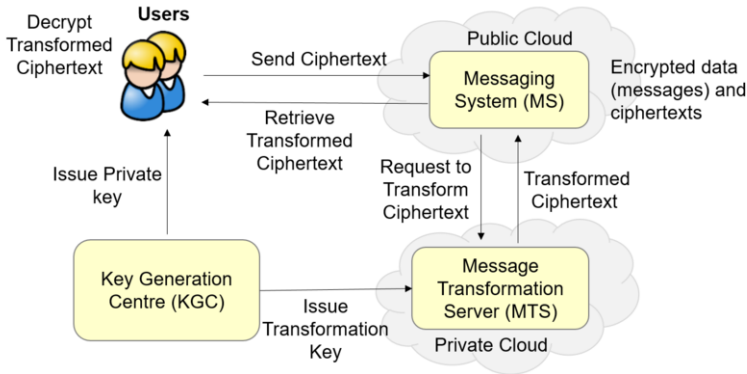 Users
Decrypt
Transformed
Ciphertext
Send Ciphertext
Retrieve
Transformed
Ciphertext
Public Cloud
Messaging
System (MS)
Encrypted data
(messages) and
ciphertexts
Issue Private
key
Request to
Transform
Ciphertext
Transformed
Ciphertext
Key Generation
Centre (KGC)
Issue
Transformation
Key
Message
Transformation
Server (MTS)
Private Cloud